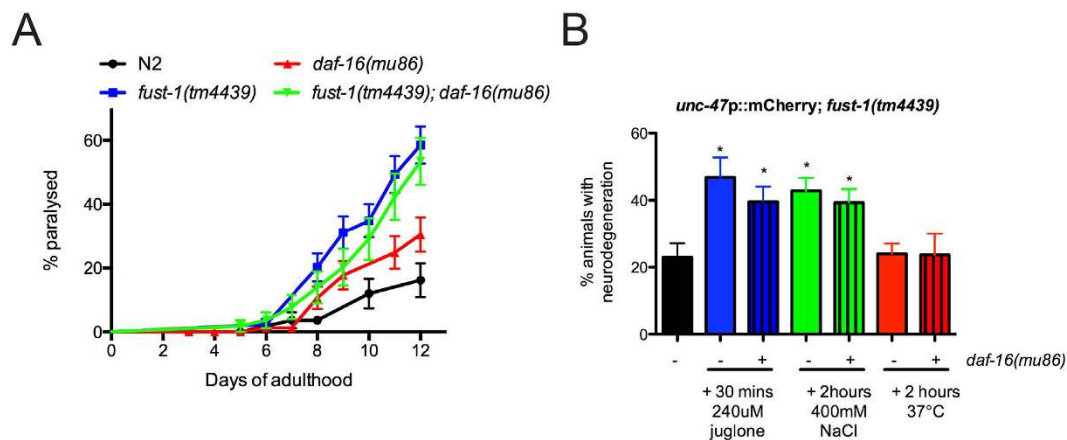 A
N2
daf-16(mu86)
fust-1(tm4439)
fust-1(tm4439); daf-16(mu86)
% paralysed
60
40
20
0
0 2 4 6 8 10 12
Days of adulthood
B
unc-47p::mCherry; fust-1(tm4439)
% animals with
neurodegeneration
60
* * * *
40
20
0
- - + - + - + daf-16(mu86)
+ 30 mins
240uM
juglone
+ 2hours
400mM
NaCl
+ 2 hours
37°C